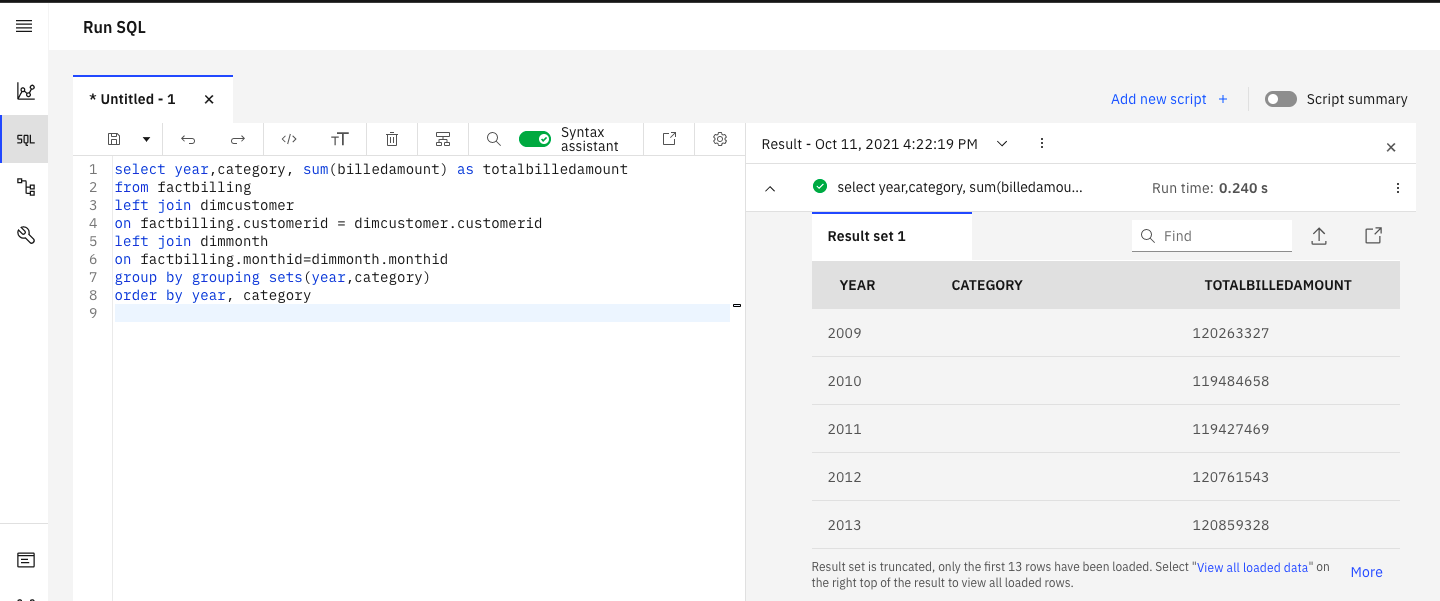 Run SQL
* Untitled - 1
Add new script +
Script summary
SQL
Syntax
assistant
1 select year,category, sum(billedamount) as totalbilledamount
2 from factbilling
3 left join dimcustomer
4 on factbilling.customerid = dimcustomer.customerid
5 left join dimmonth
6 on factbilling.monthid=dimmonth.monthid
7 group by grouping sets(year,category)
8 order by year, category
9
Result - Oct 11, 2021 4:22:19 PM
select year,category, sum(billedamou...
Run time: 0.240 s
Result set 1
Find
YEAR CATEGORY TOTALBILLEDAMOUNT
2009 120263327
2010 119484658
2011 119427469
2012 120761543
2013 120859328
Result set is truncated, only the first 13 rows have been loaded. Select "View all loaded data" on
the right top of the result to view all loaded rows.
More